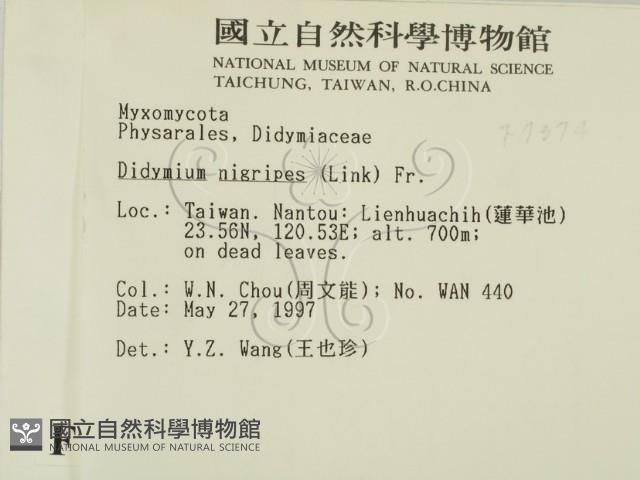 國立自然科學博物館
NATIONAL MUSEUM OF NATURAL SCIENCE
TAICHUNG, TAIWAN, R.O.CHINA
Myxomycota
Physarales, Didymiaceae
Didymium nigripes (Link) Fr.
Loc.: Taiwan. Nantou: Lienhuachih(蓮華池)
23.56N, 120.53E; alt. 700m;
on dead leaves.
Col.: W.N. Chou(周文能); No. WAN 440
Date: May 27, 1997
Det.: Y.Z. Wang(王也珍)
F
國立自然科學博物館
NATIONAL MUSEUM OF NATURAL SCIENCE